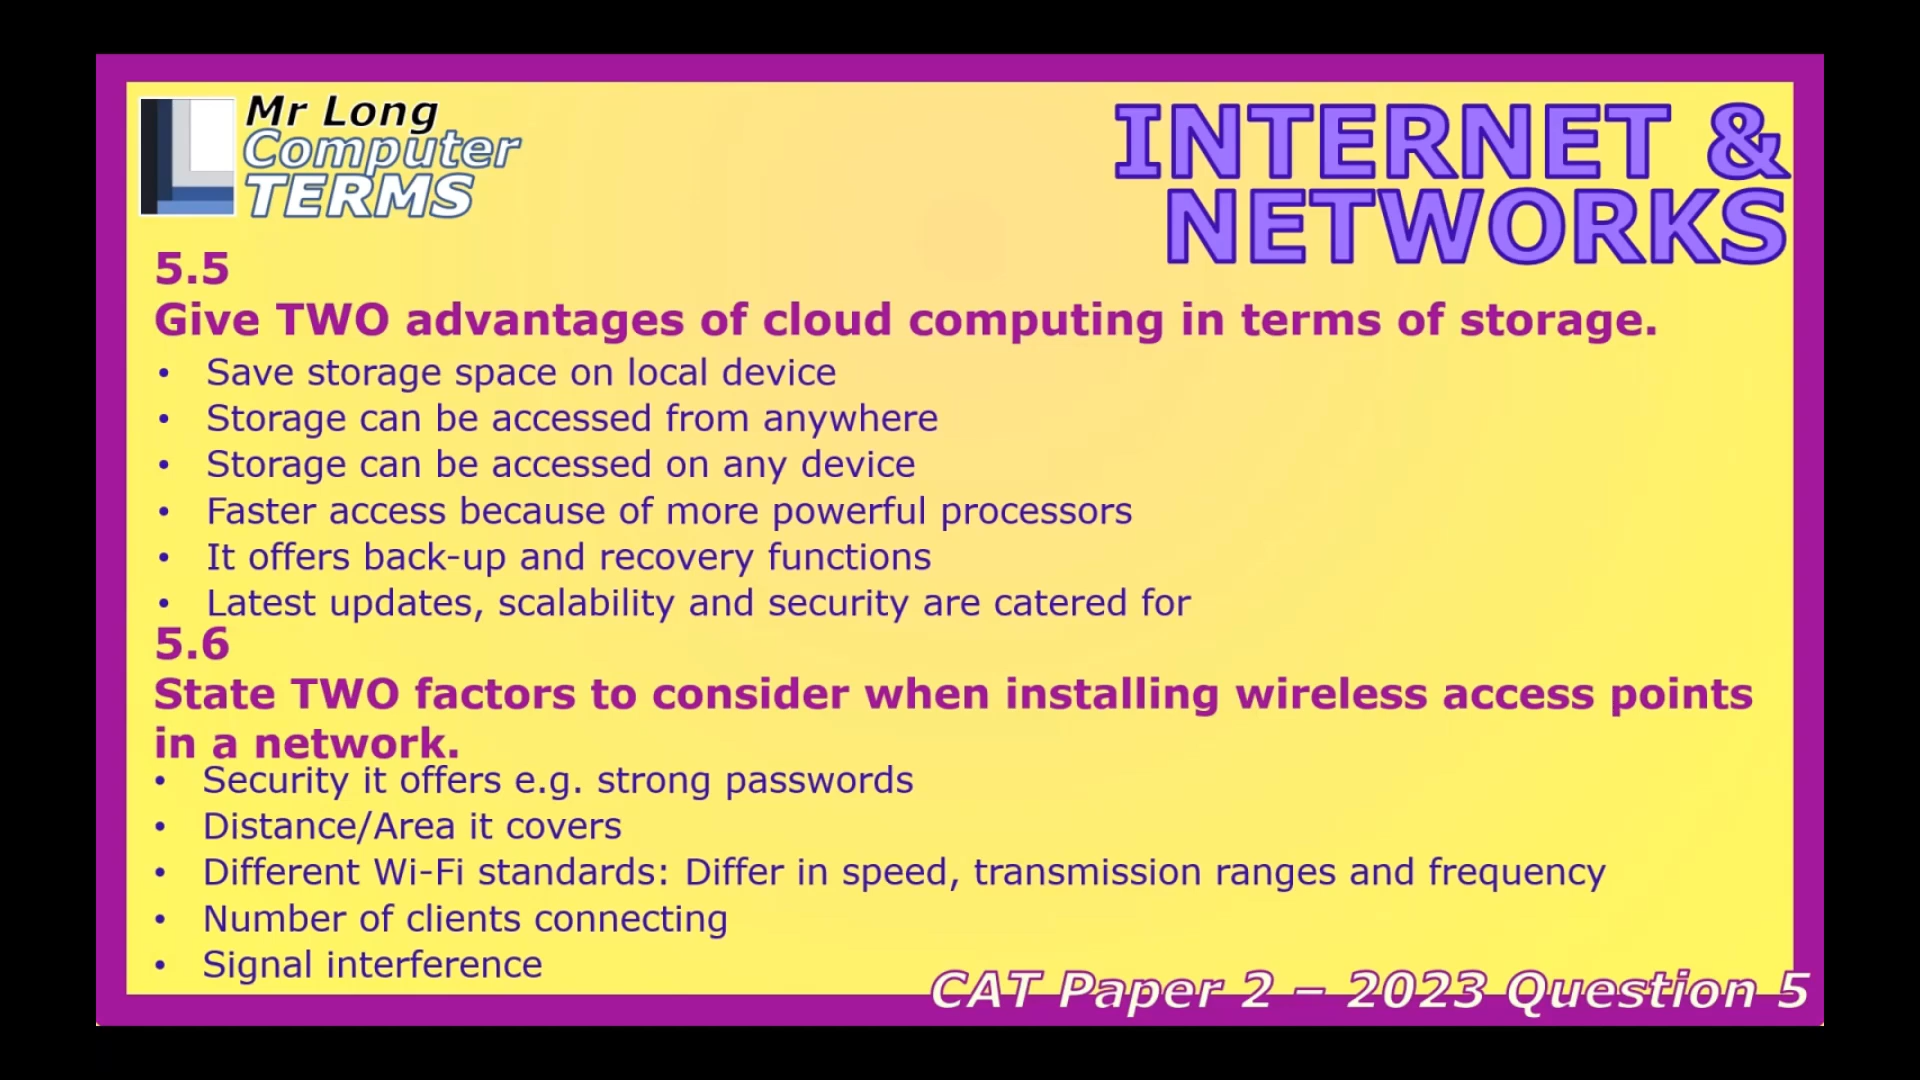 Mr Long
Computer
TERMS
INTERNET &
NETWORKS
5.5
Give TWO advantages of cloud computing in terms of storage.
• Save storage space on local device
• Storage can be accessed from anywhere
• Storage can be accessed on any device
• Faster access because of more powerful processors
• It offers back-up and recovery functions
• Latest updates, scalability and security are catered for
5.6
State TWO factors to consider when installing wireless access points
in a network.
• Security it offers e.g. strong passwords
• Distance/Area it covers
• Different Wi-Fi standards: Differ in speed, transmission ranges and frequency
• Number of clients connecting
• Signal interference
CAT Paper 2 – 2023 Question 5